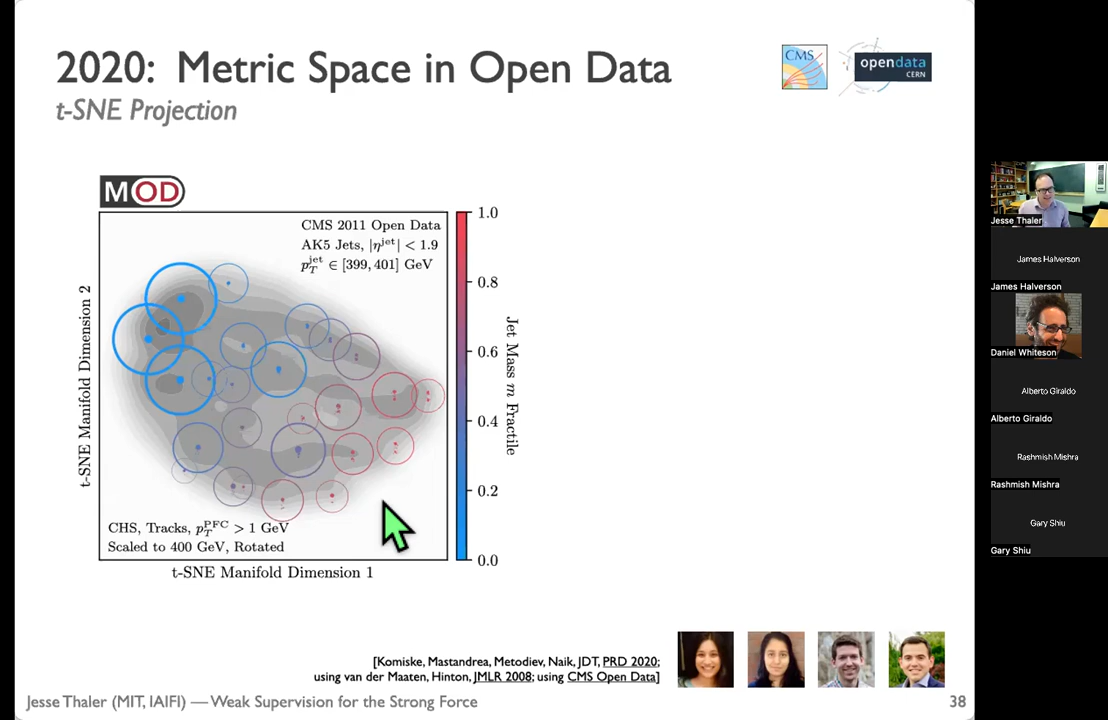 2020: Metric Space in Open Data
t-SNE Projection
CMS
opendata
CERN
MOD
CMS 2011 Open Data
AK5 Jets, |η^jet| < 1.9
p_T^jet ∈ [399, 401] GeV
t-SNE Manifold Dimension 2
CHS, Tracks, p_T^PFC > 1 GeV
Scaled to 400 GeV, Rotated
t-SNE Manifold Dimension 1
1.0
0.8
0.6
0.4
0.2
0.0
Jet Mass m Fractile
[Komiske, Mastandrea, Metodiev, Naik, JDT, PRD 2020;
using van der Maaten, Hinton, JMLR 2008; using CMS Open Data]
Jesse Thaler (MIT, IAIFI) — Weak Supervision for the Strong Force
38
Jesse Thaler
James Halverson
James Halverson
Daniel Whiteson
Alberto Giraldo
Alberto Giraldo
Rashmish Mishra
Rashmish Mishra
Gary Shiu
Gary Shiu